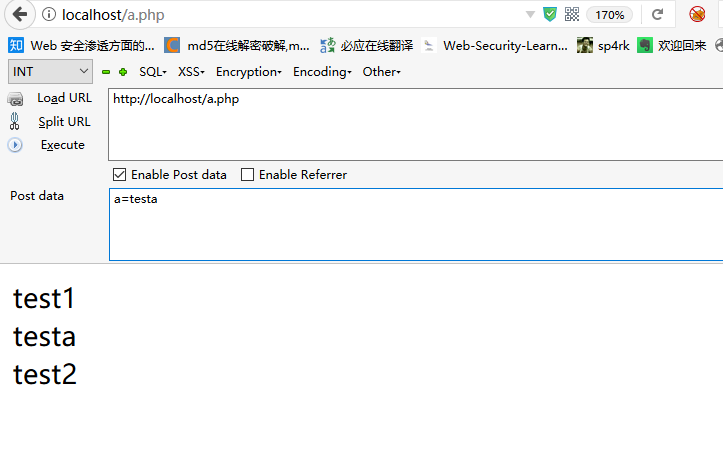 localhost/a.php 170%
知 Web 安全渗透方面的... md5在线解密破解,m... 必应在线翻译 Web-Security-Learn... sp4rk 欢迎回来
INT SQL▾ XSS▾ Encryption▾ Encoding▾ Other▾
Load URL http://localhost/a.php
Split URL
Execute
Enable Post data Enable Referrer
Post data a=testa
test1
testa
test2